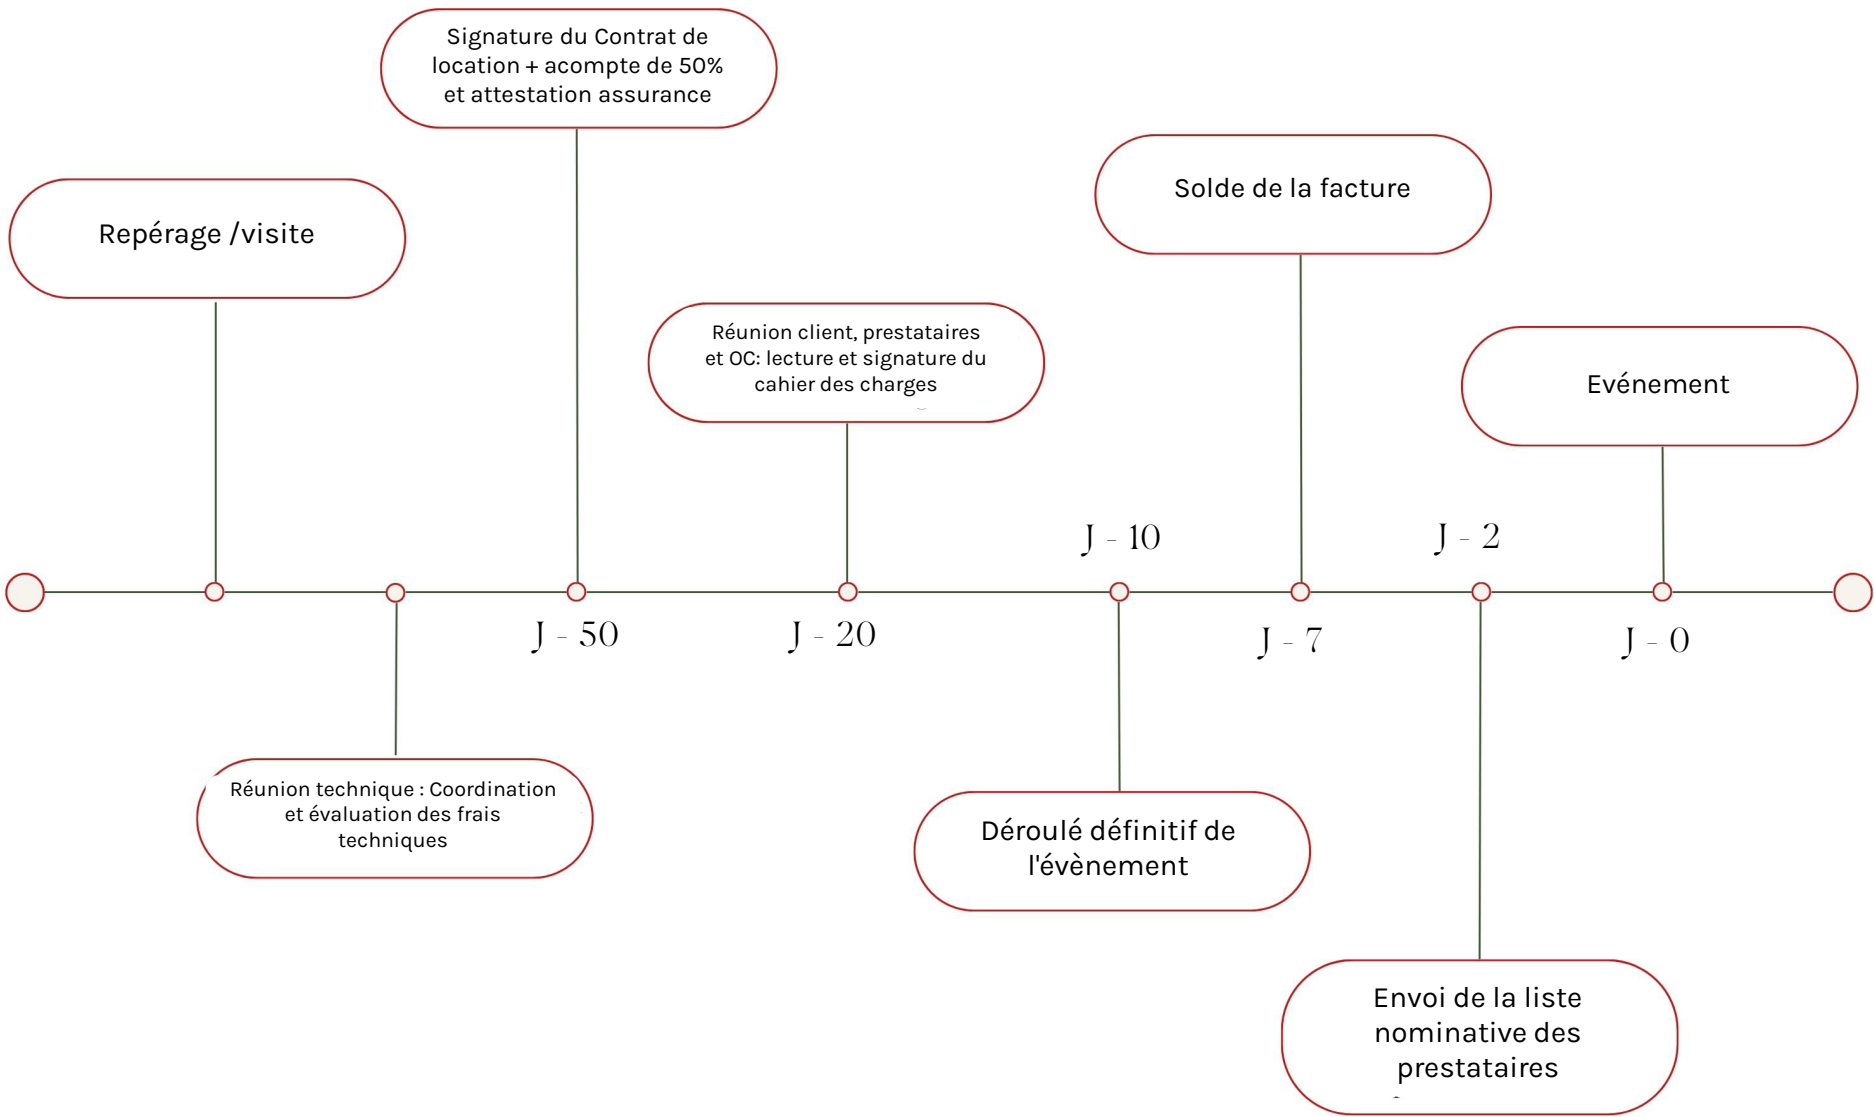 Signature du Contrat de
location + acompte de 50%
et attestation assurance
Repérage /visite
Solde de la facture
Réunion client, prestataires
et OC: lecture et signature du
cahier des charges
Evénement
J - 10
J - 2
J - 50
J - 20
J - 7
J - 0
Réunion technique : Coordination
et évaluation des frais
techniques
Déroulé définitif de
l'évènement
Envoi de la liste
nominative des
prestataires